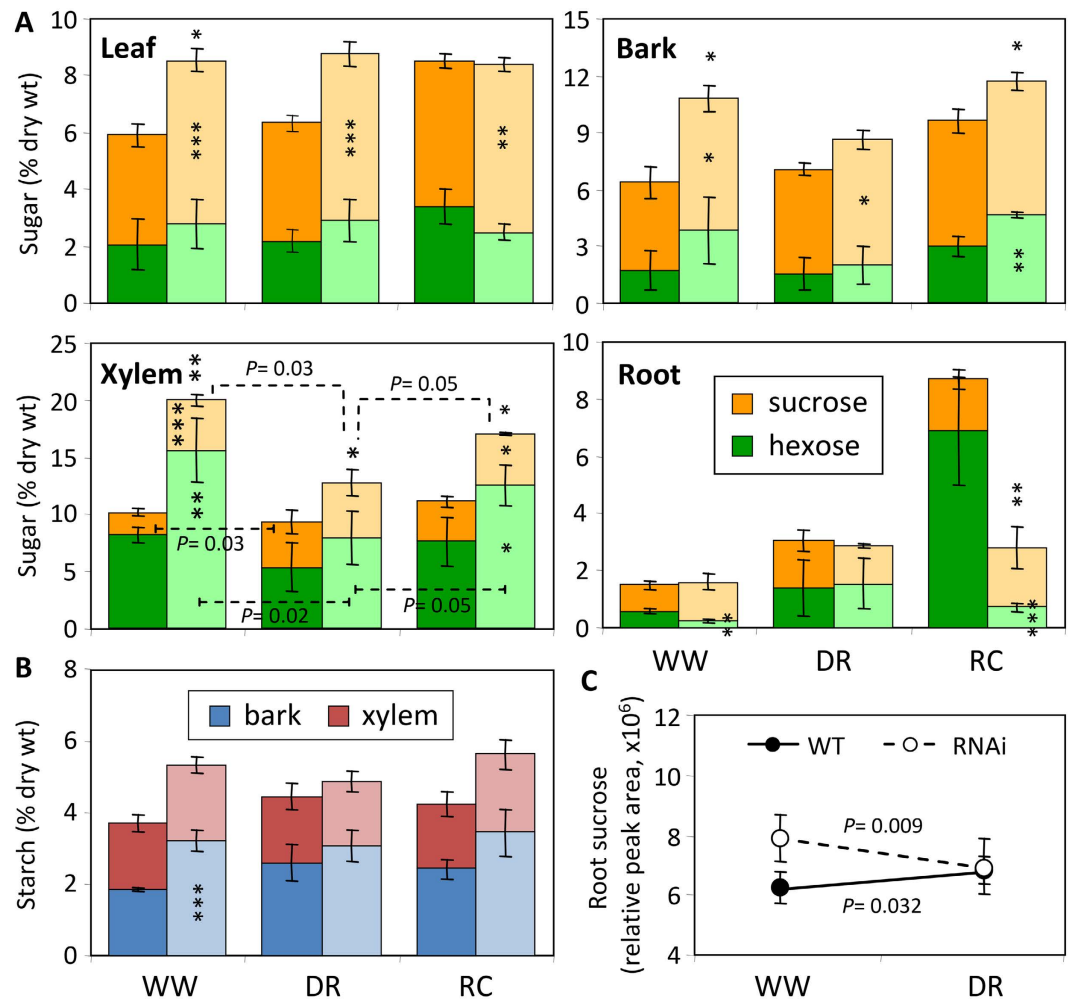 A
Leaf
Sugar (% dry wt)
10
8
6
4
2
0
*
***
***
**
Bark
15
12
9
6
3
0
*
*
*
*
**
Xylem
Sugar (% dry wt)
25
20
15
10
5
0
**
***
**
P= 0.03
P= 0.05
*
*
*
*
P= 0.03
P= 0.02
P= 0.05
Root
10
8
6
4
2
0
sucrose
hexose
**
**
***
WW DR RC
B
Starch (% dry wt)
8
6
4
2
0
bark xylem
***
WW DR RC
C
Root sucrose
(relative peak area, x10⁶)
12
10
8
6
4
WT RNAi
P= 0.009
P= 0.032
WW DR